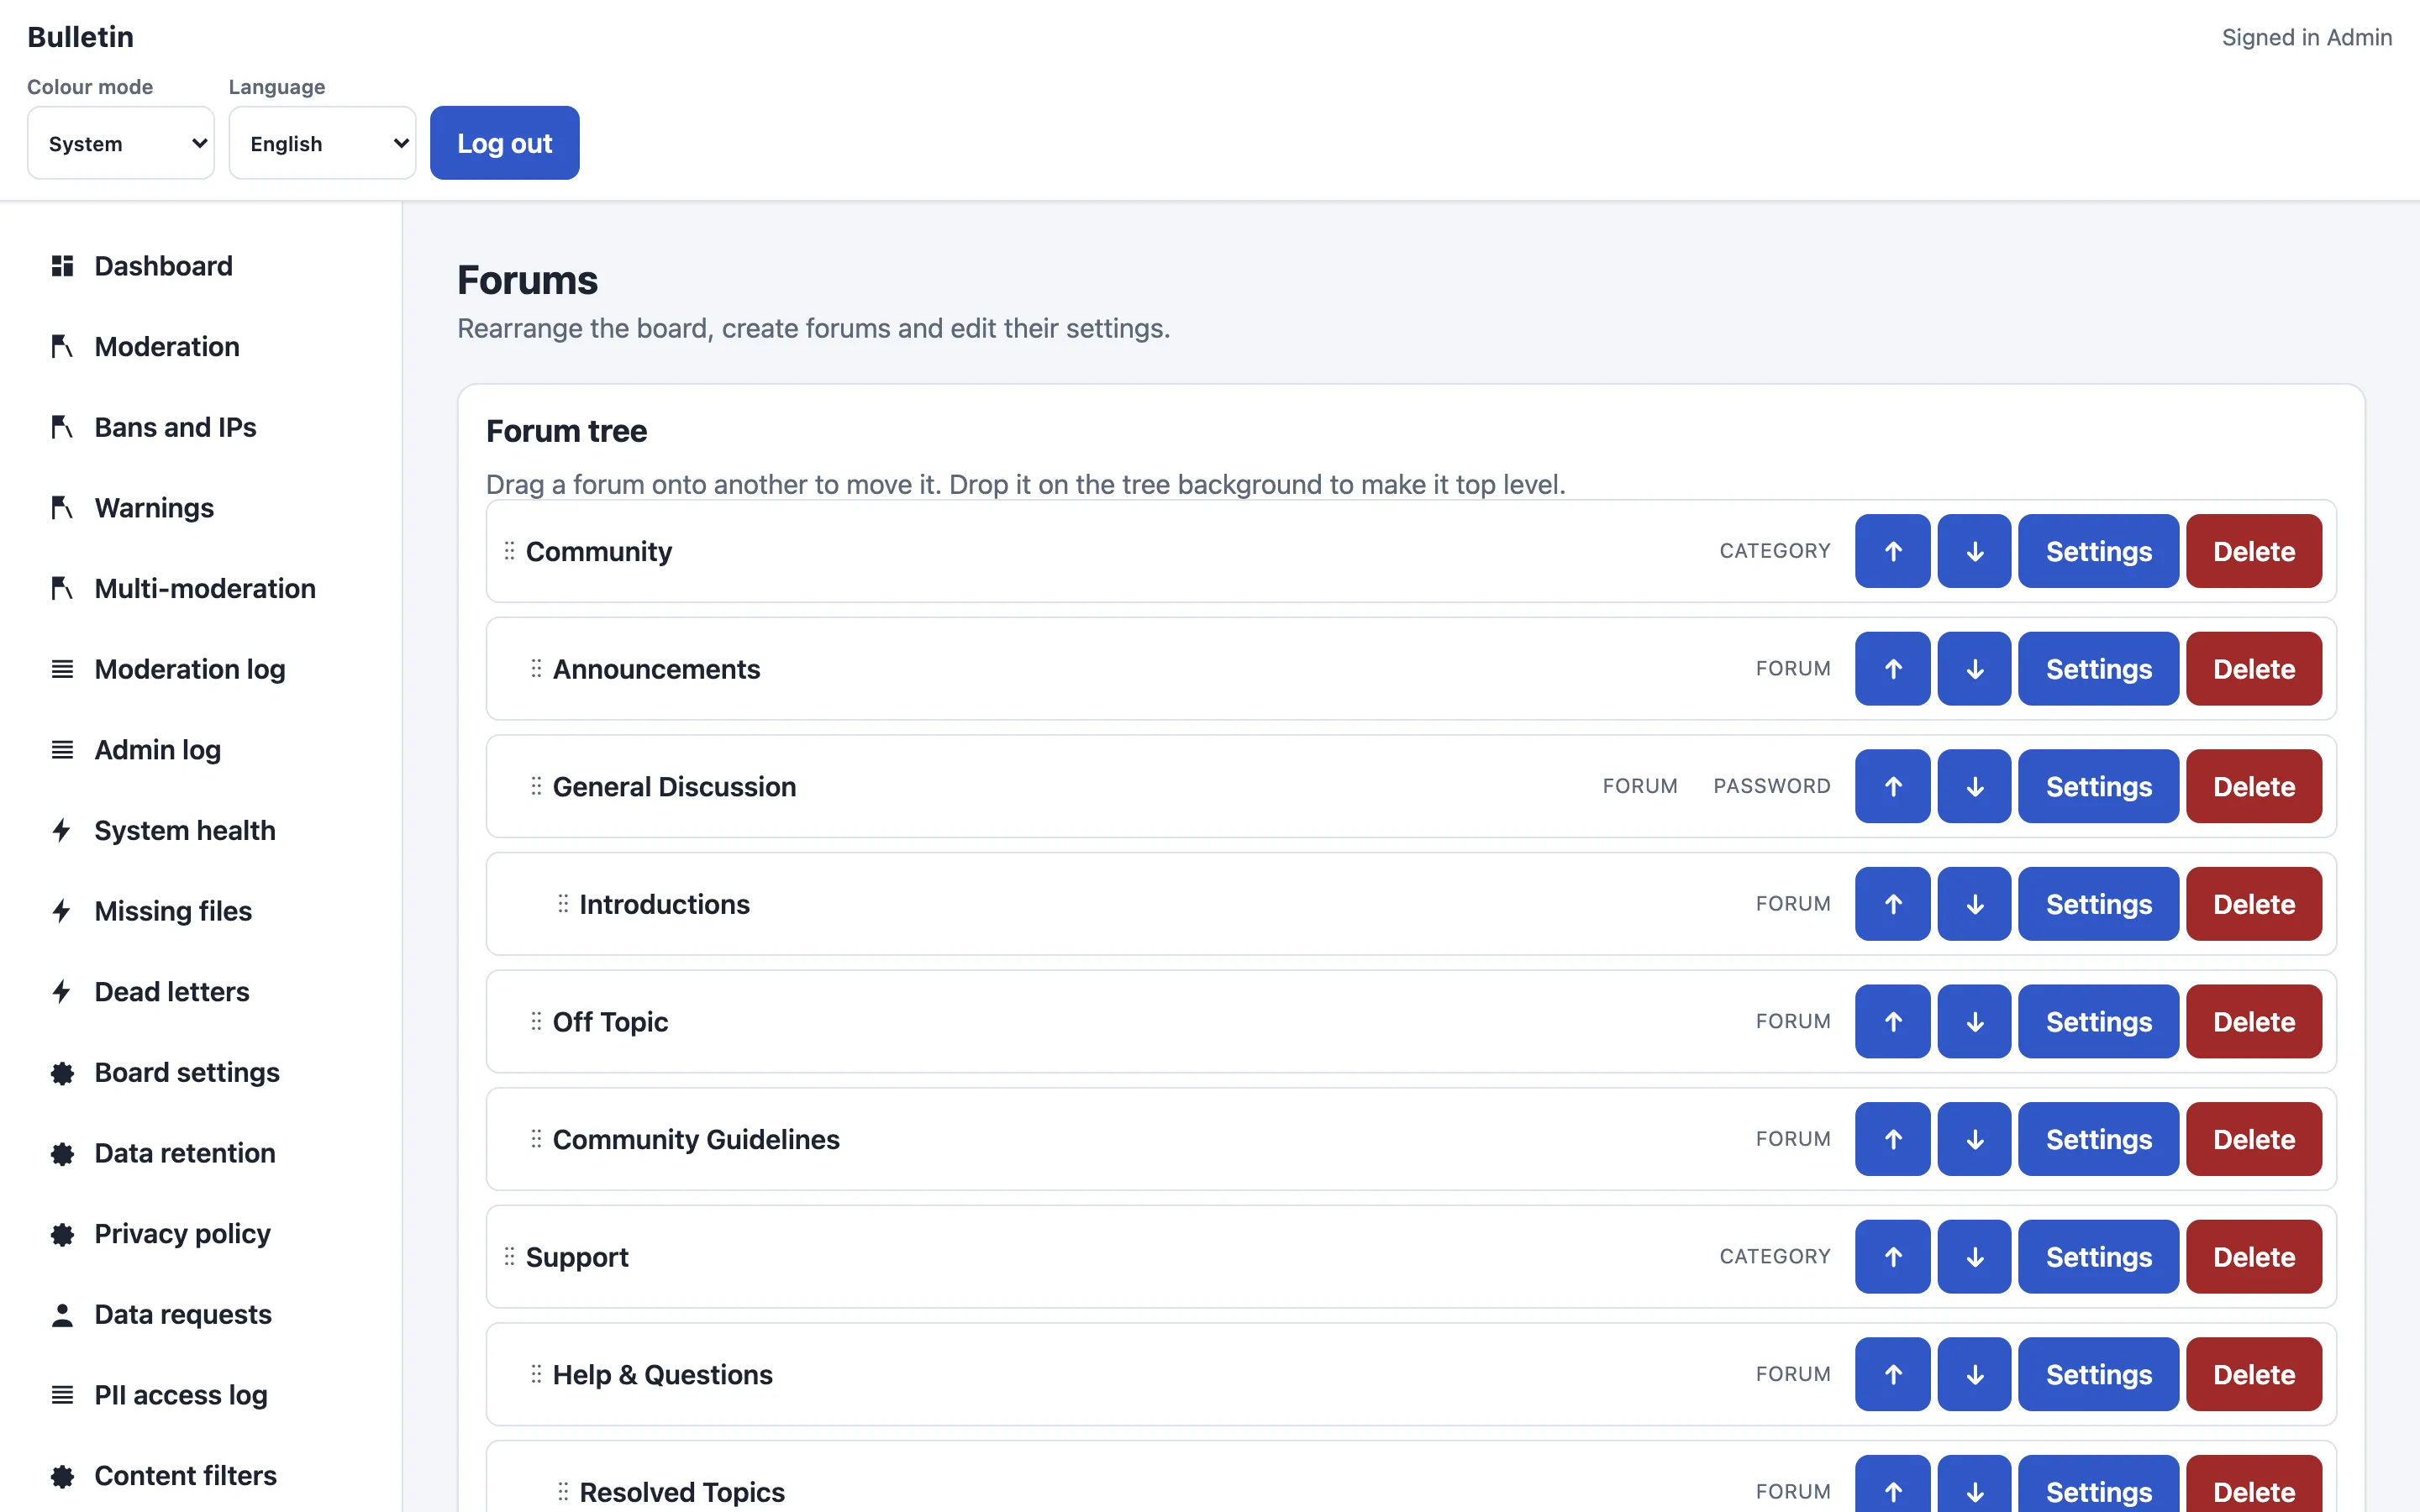 Bulletin
Signed in Admin
Colour mode
Language
System
English
Log out
Dashboard
Moderation
Bans and IPs
Warnings
Multi-moderation
Moderation log
Admin log
System health
Missing files
Dead letters
Board settings
Data retention
Privacy policy
Data requests
PII access log
Content filters
Forums
Rearrange the board, create forums and edit their settings.
Forum tree
Drag a forum onto another to move it. Drop it on the tree background to make it top level.
Community CATEGORY ↑ ↓ Settings Delete
Announcements FORUM ↑ ↓ Settings Delete
General Discussion FORUM PASSWORD ↑ ↓ Settings Delete
Introductions FORUM ↑ ↓ Settings Delete
Off Topic FORUM ↑ ↓ Settings Delete
Community Guidelines FORUM ↑ ↓ Settings Delete
Support CATEGORY ↑ ↓ Settings Delete
Help & Questions FORUM ↑ ↓ Settings Delete
Resolved Topics FORUM ↑ ↓ Settings Delete